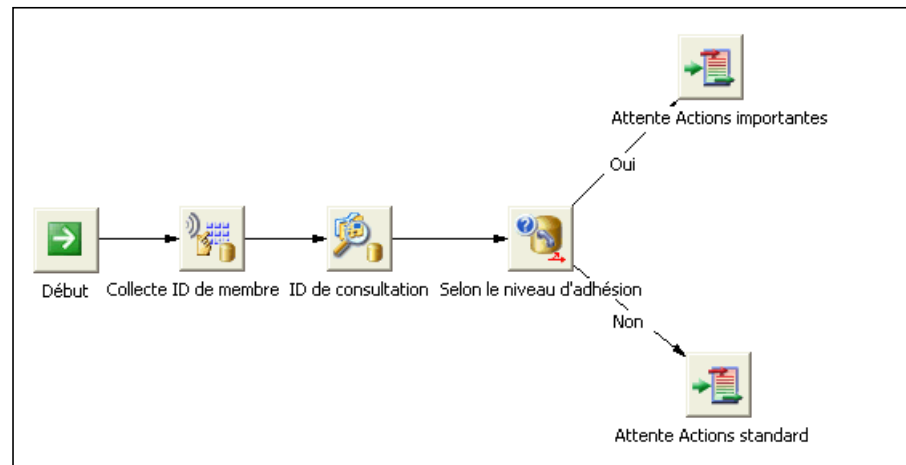 Attente Actions importantes
Oui
Début
Collecte ID de membre
ID de consultation
Selon le niveau d'adhésion
Non
Attente Actions standard